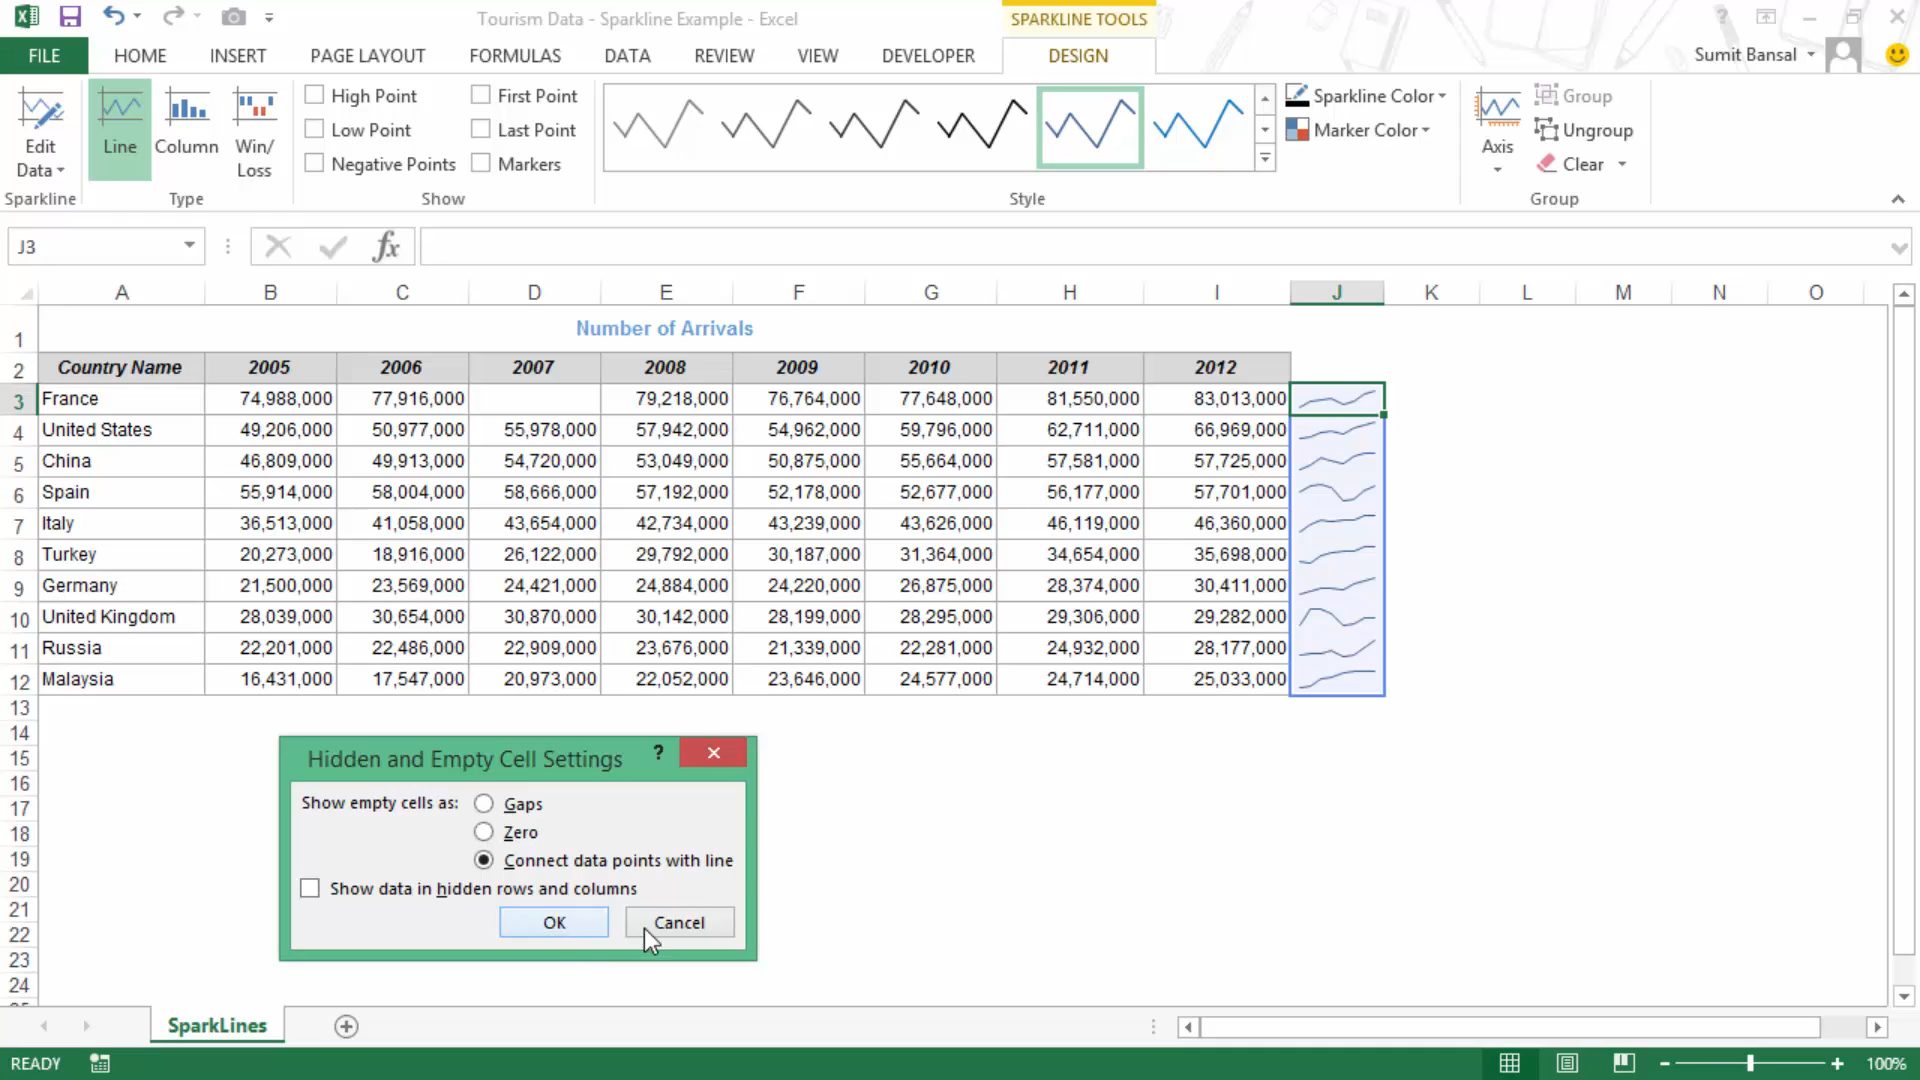 Tourism Data - Sparkline Example - Excel
SPARKLINE TOOLS
FILE HOME INSERT PAGE LAYOUT FORMULAS DATA REVIEW VIEW DEVELOPER DESIGN Sumit Bansal
Edit Data
Line
Column
Win/ Loss
High Point
Low Point
Negative Points
First Point
Last Point
Markers
Sparkline Color
Marker Color
Axis
Group
Ungroup
Clear
Sparkline Type Show Style Group
J3 fx
A B C D E F G H I J K L M N O
1 Number of Arrivals
2 Country Name 2005 2006 2007 2008 2009 2010 2011 2012
3 France 74,988,000 77,916,000 79,218,000 76,764,000 77,648,000 81,550,000 83,013,000
4 United States 49,206,000 50,977,000 55,978,000 57,942,000 54,962,000 59,796,000 62,711,000 66,969,000
5 China 46,809,000 49,913,000 54,720,000 53,049,000 50,875,000 55,664,000 57,581,000 57,725,000
6 Spain 55,914,000 58,004,000 58,666,000 57,192,000 52,178,000 52,677,000 56,177,000 57,701,000
7 Italy 36,513,000 41,058,000 43,654,000 42,734,000 43,239,000 43,626,000 46,119,000 46,360,000
8 Turkey 20,273,000 18,916,000 26,122,000 29,792,000 30,187,000 31,364,000 34,654,000 35,698,000
9 Germany 21,500,000 23,569,000 24,421,000 24,884,000 24,220,000 26,875,000 28,374,000 30,411,000
10 United Kingdom 28,039,000 30,654,000 30,870,000 30,142,000 28,199,000 28,295,000 29,306,000 29,282,000
11 Russia 22,201,000 22,486,000 22,909,000 23,676,000 21,339,000 22,281,000 24,932,000 28,177,000
12 Malaysia 16,431,000 17,547,000 20,973,000 22,052,000 23,646,000 24,577,000 24,714,000 25,033,000
13
14
15
16
17
18
19
20
21
22
23
24
Hidden and Empty Cell Settings ?
Show empty cells as: Gaps
Zero
Connect data points with line
Show data in hidden rows and columns
OK Cancel
SparkLines
READY 100%